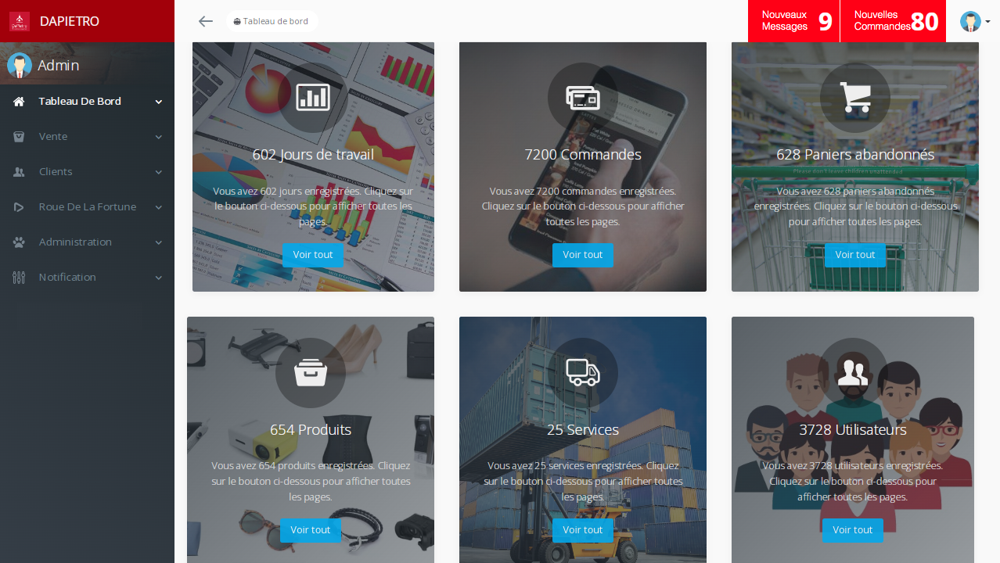 DAPIETRO
Tableau de bord
Nouveaux
Messages
9
Nouvelles
Commandes
80
Admin
Tableau De Bord
Vente
Clients
Roue De La Fortune
Administration
Notification
602 Jours de travail
Vous avez 602 jours enregistrées. Cliquez sur
le bouton ci-dessous pour afficher toutes les
pages.
Voir tout
7200 Commandes
Vous avez 7200 commandes enregistrées.
Cliquez sur le bouton ci-dessous pour afficher
toutes les pages.
Voir tout
628 Paniers abandonnés
Please don't leave children unattended
Vous avez 628 paniers abandonnés
enregistrées. Cliquez sur le bouton ci-dessous
pour afficher toutes les pages.
Voir tout
654 Produits
Vous avez 654 produits enregistrées. Cliquez
sur le bouton ci-dessous pour afficher toutes
les pages.
Voir tout
25 Services
Vous avez 25 services enregistrées. Cliquez
sur le bouton ci-dessous pour afficher toutes
les pages.
Voir tout
3728 Utilisateurs
Vous avez 3728 utilisateurs enregistrées.
Cliquez sur le bouton ci-dessous pour
afficher toutes les pages.
Voir tout